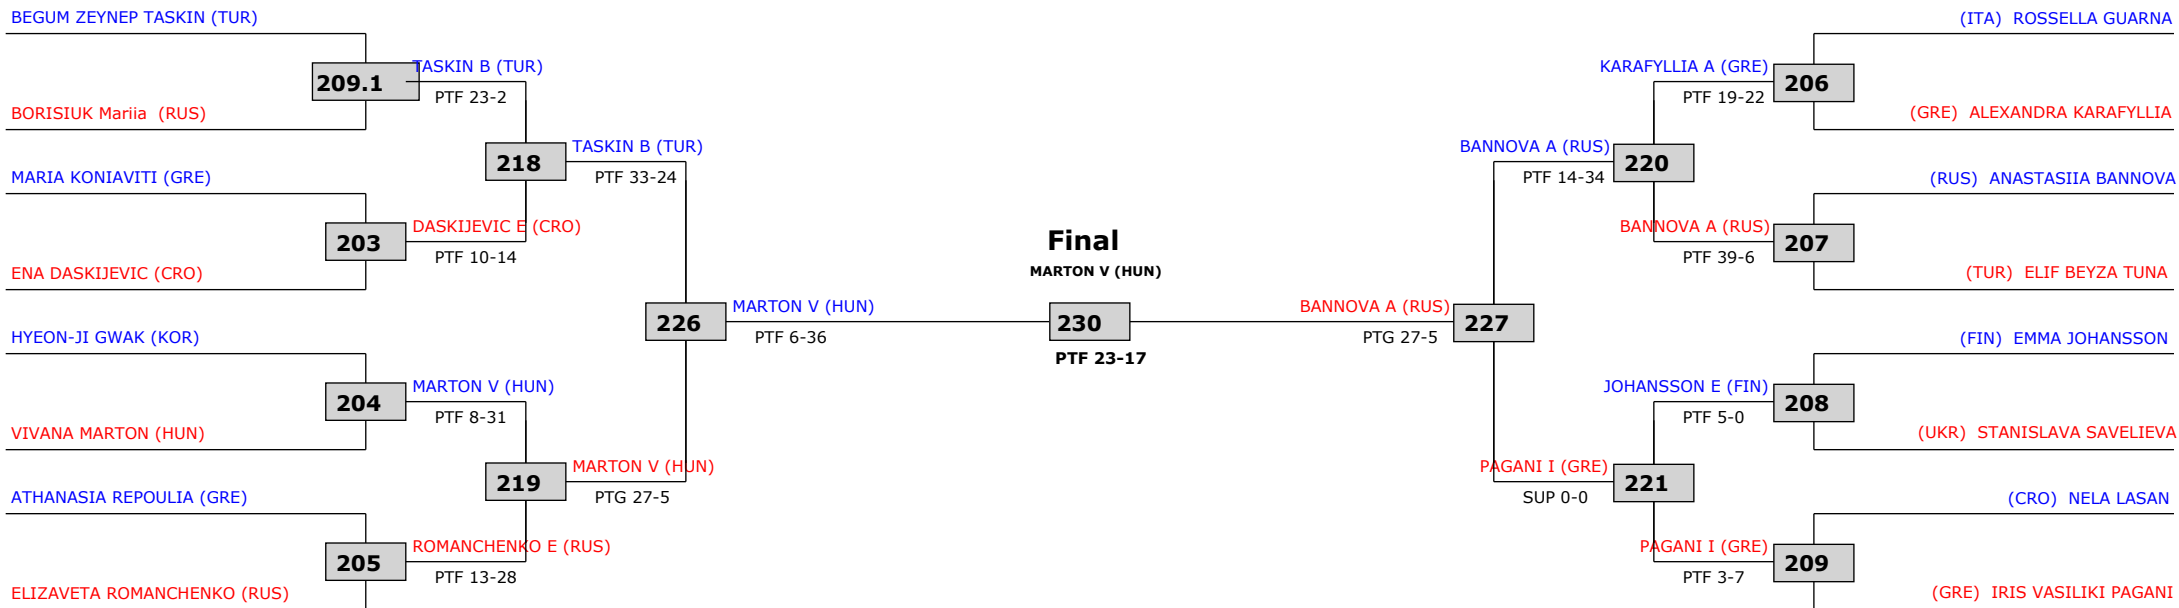 BEGUM ZEYNEP TASKIN (TUR)
209.1
BORISIUK Mariia  (RUS)
TASKIN B (TUR)
PTF 23-2
MARIA KONIAVITI (GRE)
203
ENA DASKIJEVIC (CRO)
DASKIJEVIC E (CRO)
PTF 10-14
218
TASKIN B (TUR)
PTF 33-24
HYEON-JI GWAK (KOR)
204
VIVANA MARTON (HUN)
MARTON V (HUN)
PTF 8-31
ATHANASIA REPOULIA (GRE)
205
ELIZAVETA ROMANCHENKO (RUS)
ROMANCHENKO E (RUS)
PTF 13-28
219
MARTON V (HUN)
PTG 27-5
226
MARTON V (HUN)
PTF 6-36
Final
MARTON V (HUN)
230
PTF 23-17
BANNOVA A (RUS)
PTG 27-5
227
BANNOVA A (RUS)
PTF 14-34
220
KARAFYLLIA A (GRE)
PTF 19-22
206
(ITA)  ROSSELLA GUARNA
(GRE)  ALEXANDRA KARAFYLLIA
BANNOVA A (RUS)
PTF 39-6
207
(RUS)  ANASTASIIA BANNOVA
(TUR)  ELIF BEYZA TUNA
PAGANI I (GRE)
SUP 0-0
221
JOHANSSON E (FIN)
PTF 5-0
208
(FIN)  EMMA JOHANSSON
(UKR)  STANISLAVA SAVELIEVA
PAGANI I (GRE)
PTF 3-7
209
(CRO)  NELA LASAN
(GRE)  IRIS VASILIKI PAGANI